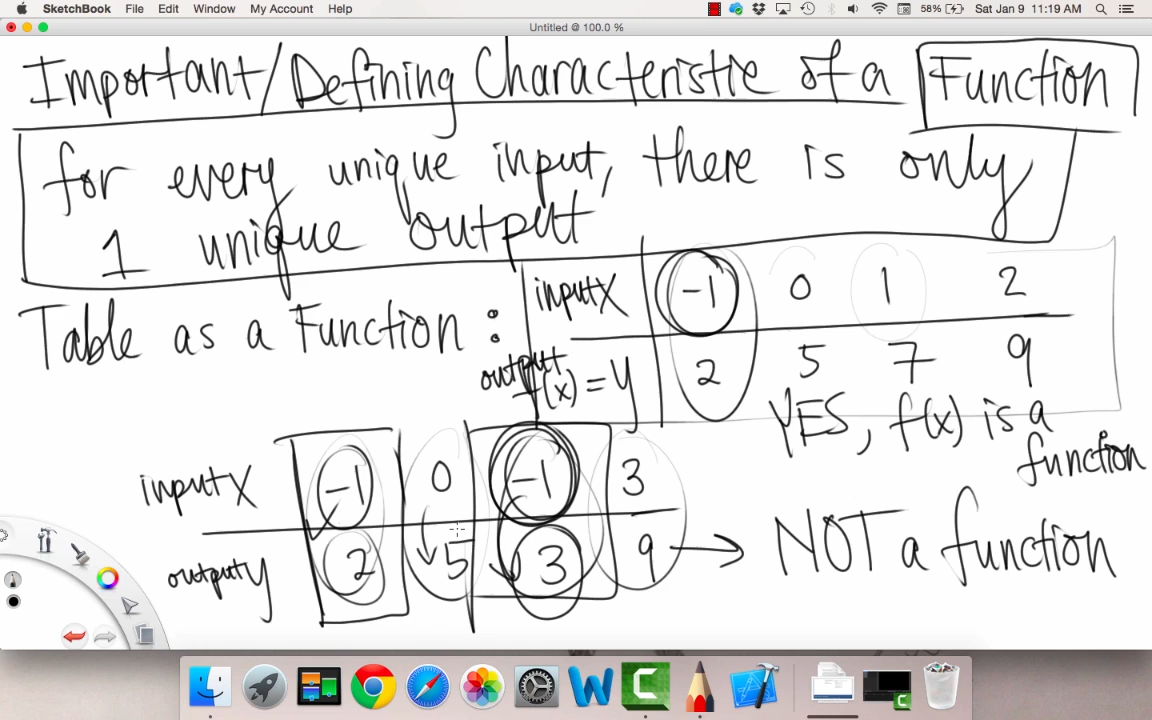 SketchBook File Edit Window My Account Help 58% Sat Jan 9 11:19 AM
Untitled @ 100.0 %
Important/Defining Characteristic of a Function
for every unique input, there is only
1 unique output
Table as a Function :
input X -1 0 1 2
output f(x) = y 2 5 7 9
YES, f(x) is a
function
input X -1 0 -1 3
output y 2 5 3 9 → NOT a function